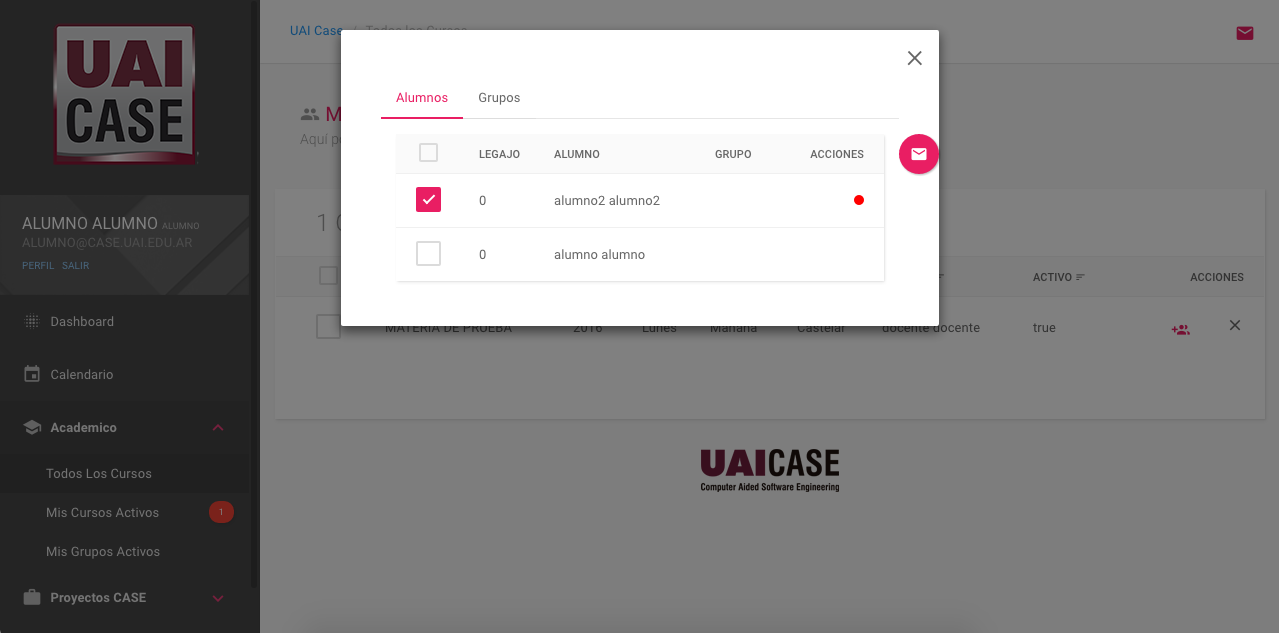 UAI
CASE
ALUMNO ALUMNO ALUMNO
ALUMNO@CASE.UAI.EDU.AR
PERFIL SALIR
Dashboard
Calendario
Academico
Todos Los Cursos
Mis Cursos Activos 1
Mis Grupos Activos
Proyectos CASE
UAI Case / Todos los Cursos
M
Aquí p
1
Alumnos Grupos
LEGAJO ALUMNO GRUPO ACCIONES
0 alumno2 alumno2
0 alumno alumno
ACTIVO ACCIONES
MATERIA DE PRUEBA 2016 Lunes Mañana Castelar docente docente true
UAICASE
Computer Aided Software Engineering